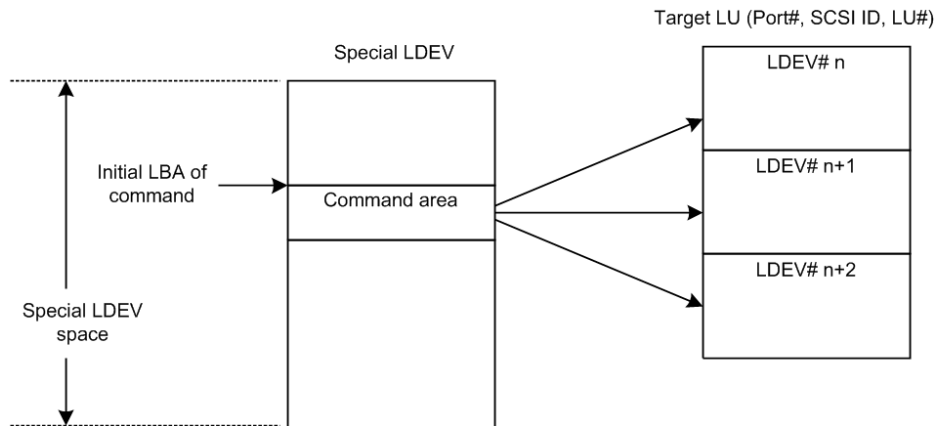 Target LU (Port#, SCSI ID, LU#)
Special LDEV
LDEV# n
Initial LBA of
command
Command area
LDEV# n+1
LDEV# n+2
Special LDEV
space